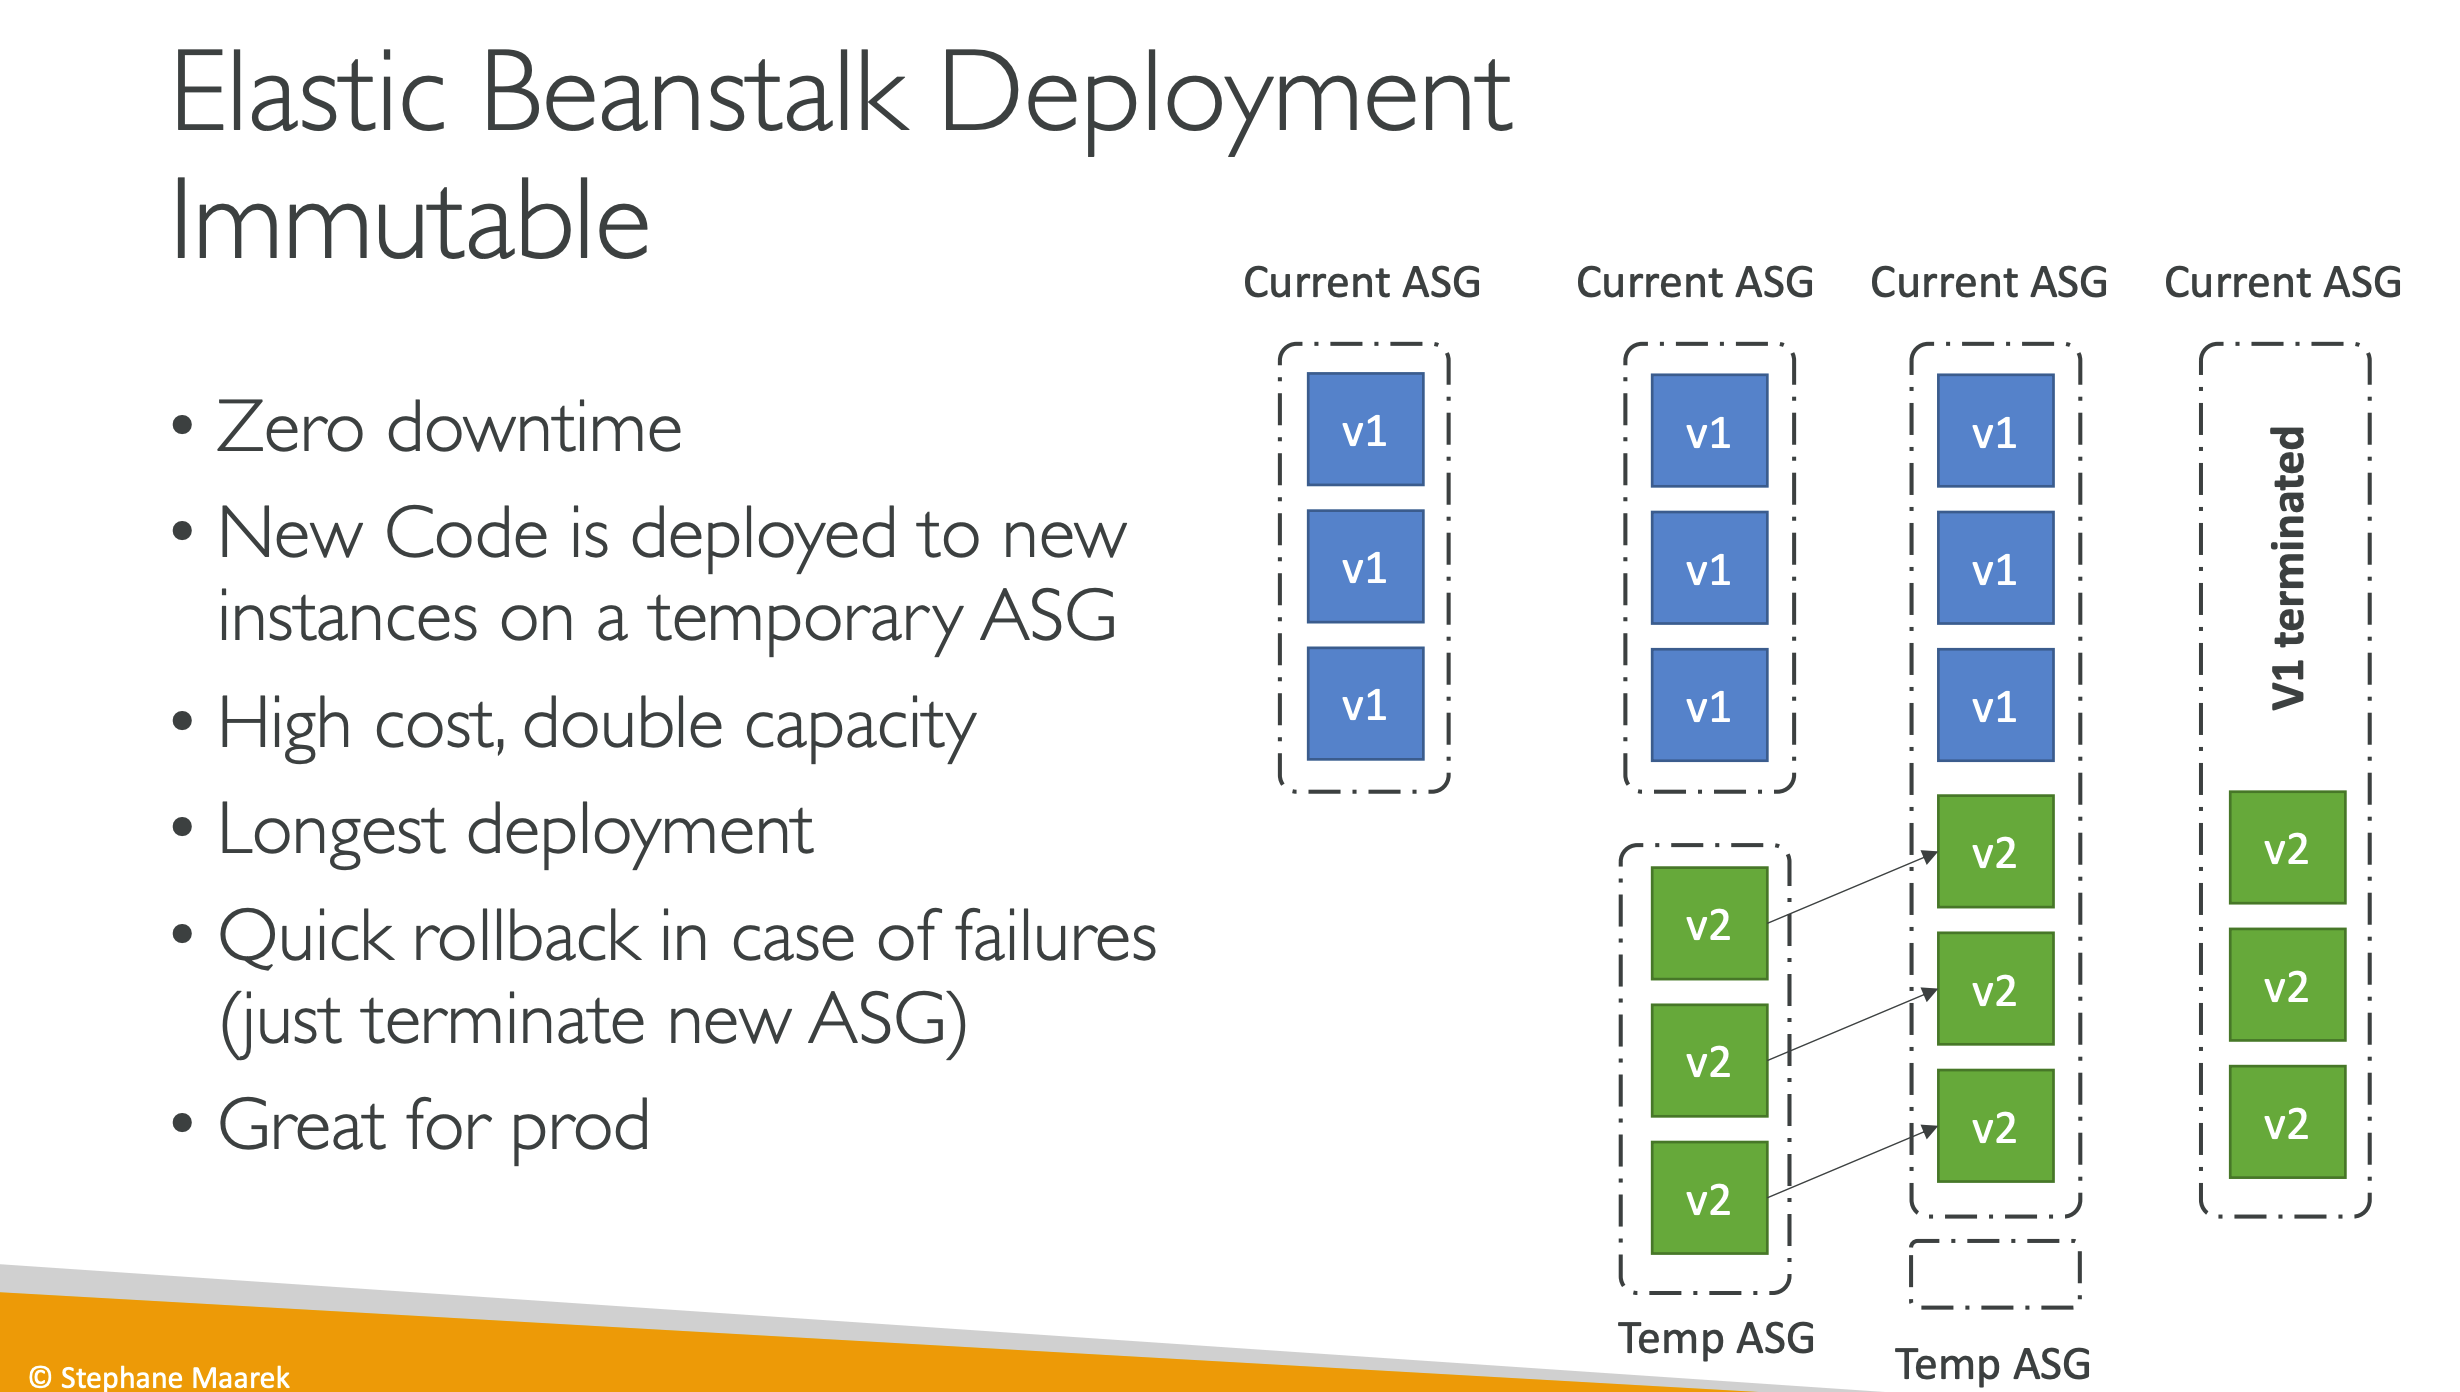 Elastic Beanstalk Deployment
Immutable
• Zero downtime
• New Code is deployed to new
instances on a temporary ASG
• High cost, double capacity
• Longest deployment
• Quick rollback in case of failures
(just terminate new ASG)
• Great for prod
Current ASG
v1
v1
v1
Current ASG
v1
v1
v1
v2
v2
v2
Temp ASG
Current ASG
v1
v1
v1
v2
v2
v2
Temp ASG
Current ASG
V1 terminated
v2
v2
v2
© Stephane Maarek